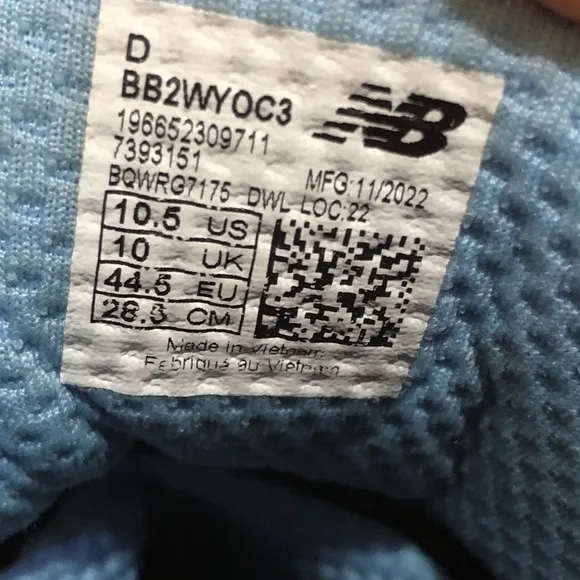 D
BB2WYOC3
196652309711
7393151
BQWRG7175 DWL LOC:22
MFG:11/2022
NB
10.5 US
10 UK
44.5 EU
28.5 CM
Made in Vietnam
Fabriqué au Vietnam